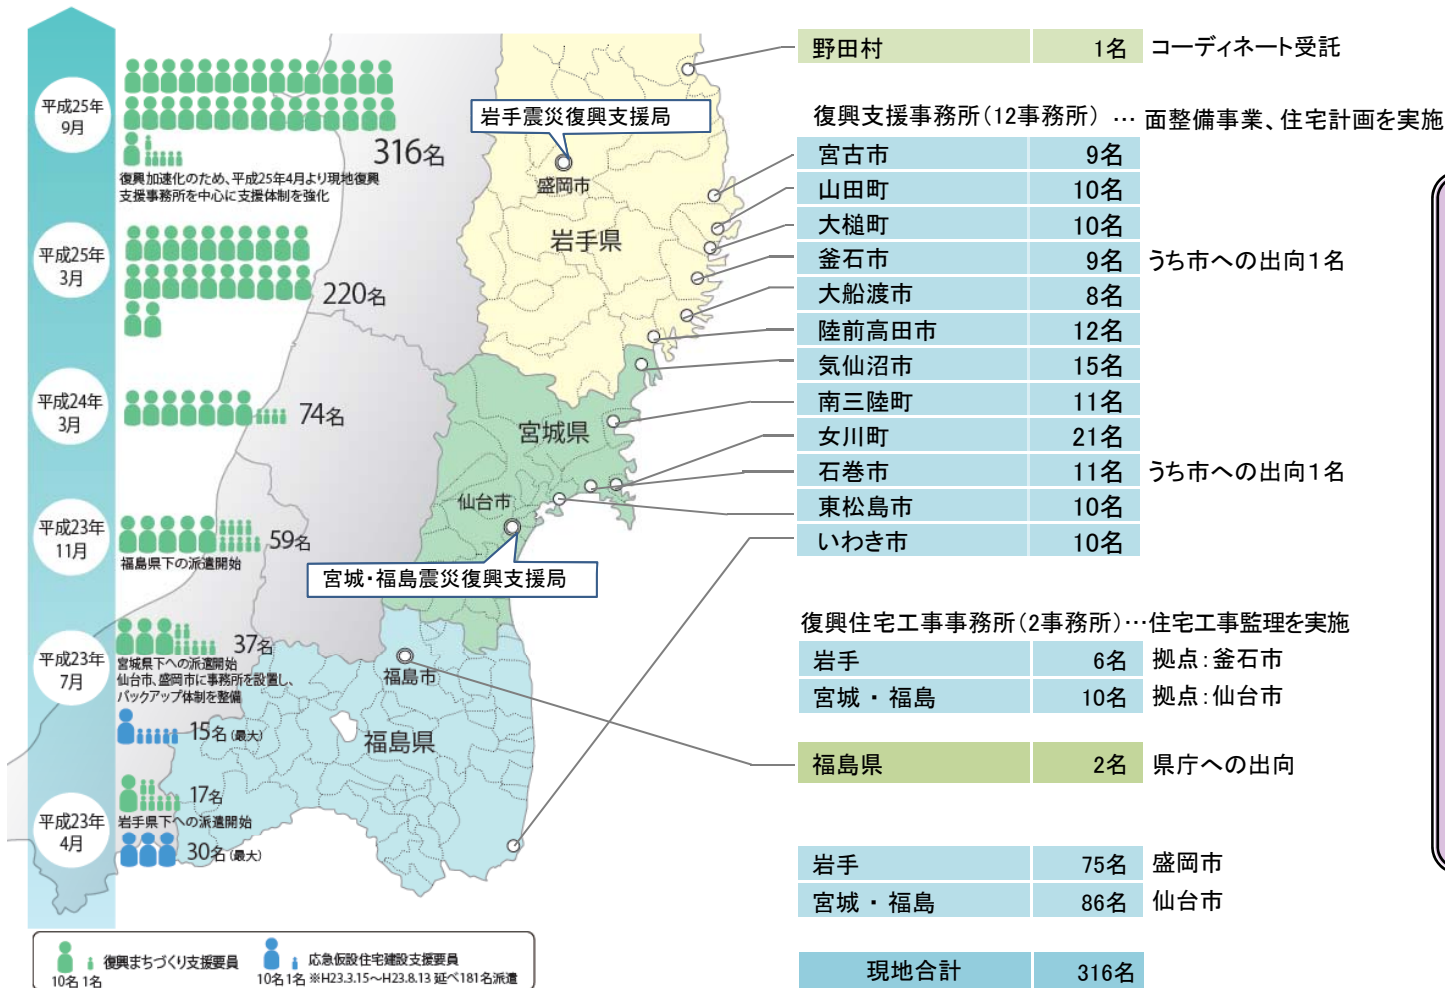 平成25年
9月
316名
復興加速化のため、平成25年4月より現地復興
支援事務所を中心に支援体制を強化
平成25年
3月
220名
平成24年
3月
74名
平成23年
11月
59名
福島県下の派遣開始
平成23年
7月
37名
宮城県下への派遣開始
仙台市、盛岡市に事務所を設置し、
バックアップ体制を整備
15名(最大)
平成23年
4月
17名
岩手県下への派遣開始
30名(最大)
復興まちづくり支援要員
10名 1名
応急仮設住宅建設支援要員
10名 1名 ※H23.3.15~H23.8.13 延べ181名派遣
岩手震災復興支援局
盛岡市
岩手県
宮城県
仙台市
宮城・福島震災復興支援局
福島市
福島県
野田村 1名 コーディネート受託
復興支援事務所(12事務所) … 面整備事業、住宅計画を実施
宮古市 9名
山田町 10名
大槌町 10名
釜石市 9名 うち市への出向1名
大船渡市 8名
陸前高田市 12名
気仙沼市 15名
南三陸町 11名
女川町 21名
石巻市 11名 うち市への出向1名
東松島市 10名
いわき市 10名
復興住宅工事事務所(2事務所)…住宅工事監理を実施
岩手 6名 拠点:釜石市
宮城・福島 10名 拠点:仙台市
福島県 2名 県庁への出向
岩手 75名 盛岡市
宮城・福島 86名 仙台市
現地合計 316名